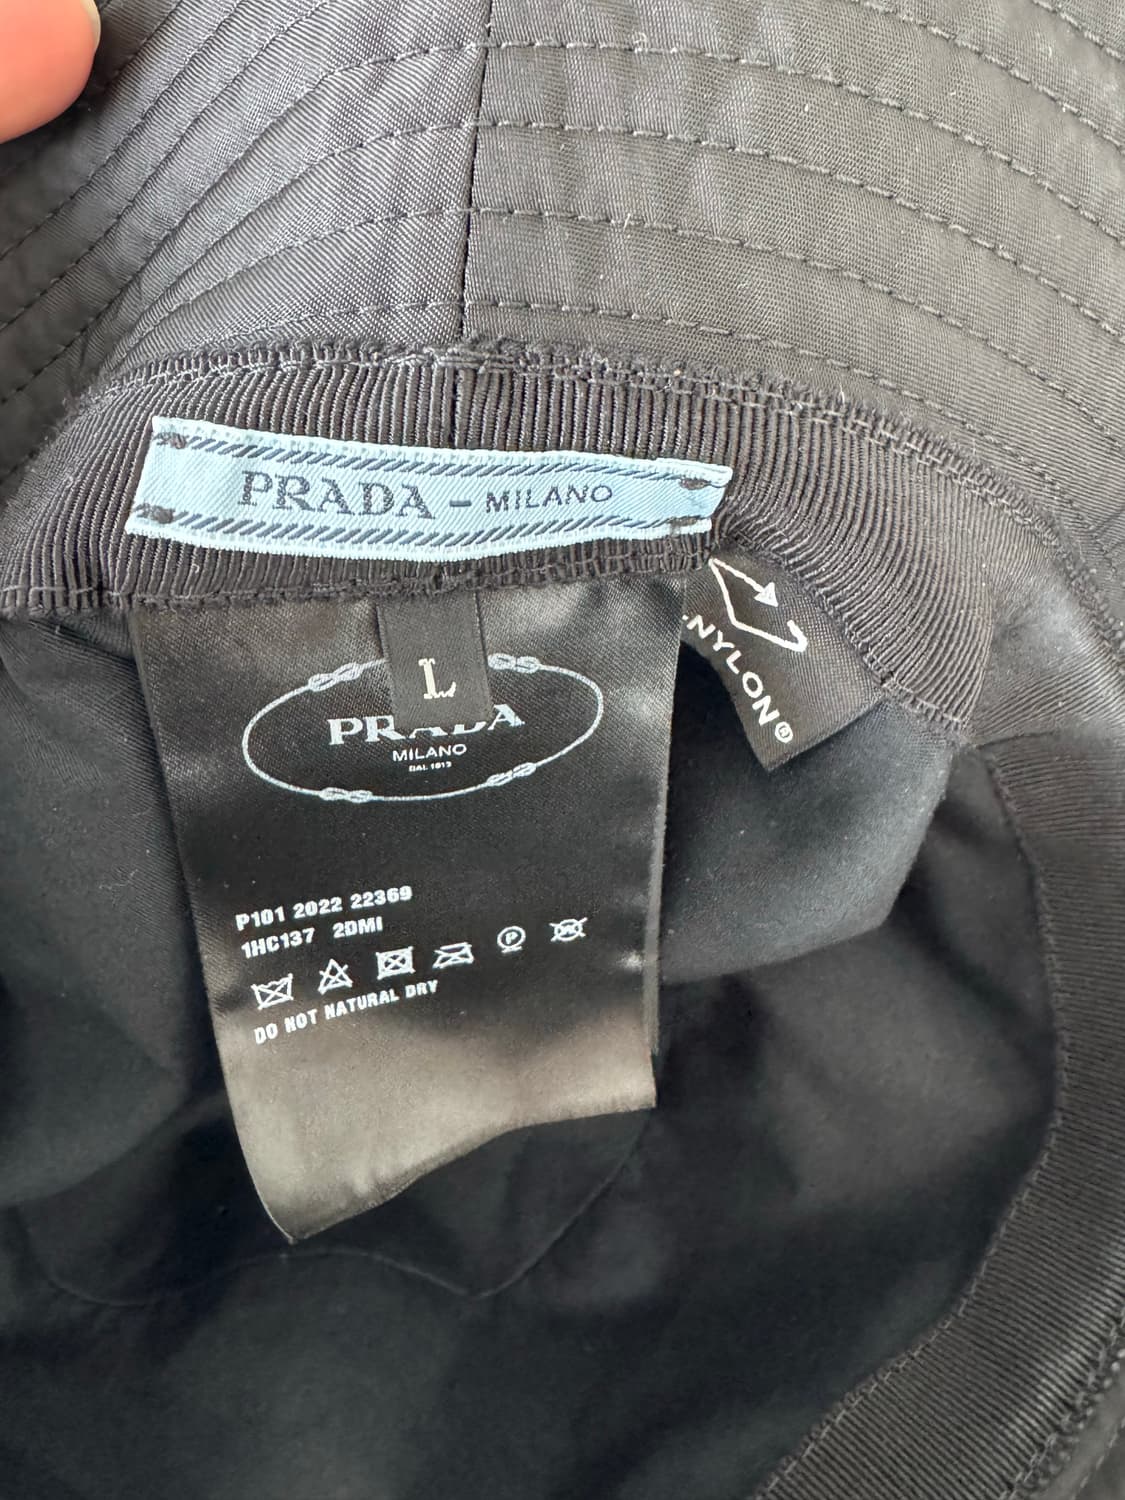 PRADA - MILANO
L
PRADA
MILANO
DAL 1913
-NYLON®
P101 2022 22369
1HC137 2DMI
P
DO NOT NATURAL DRY